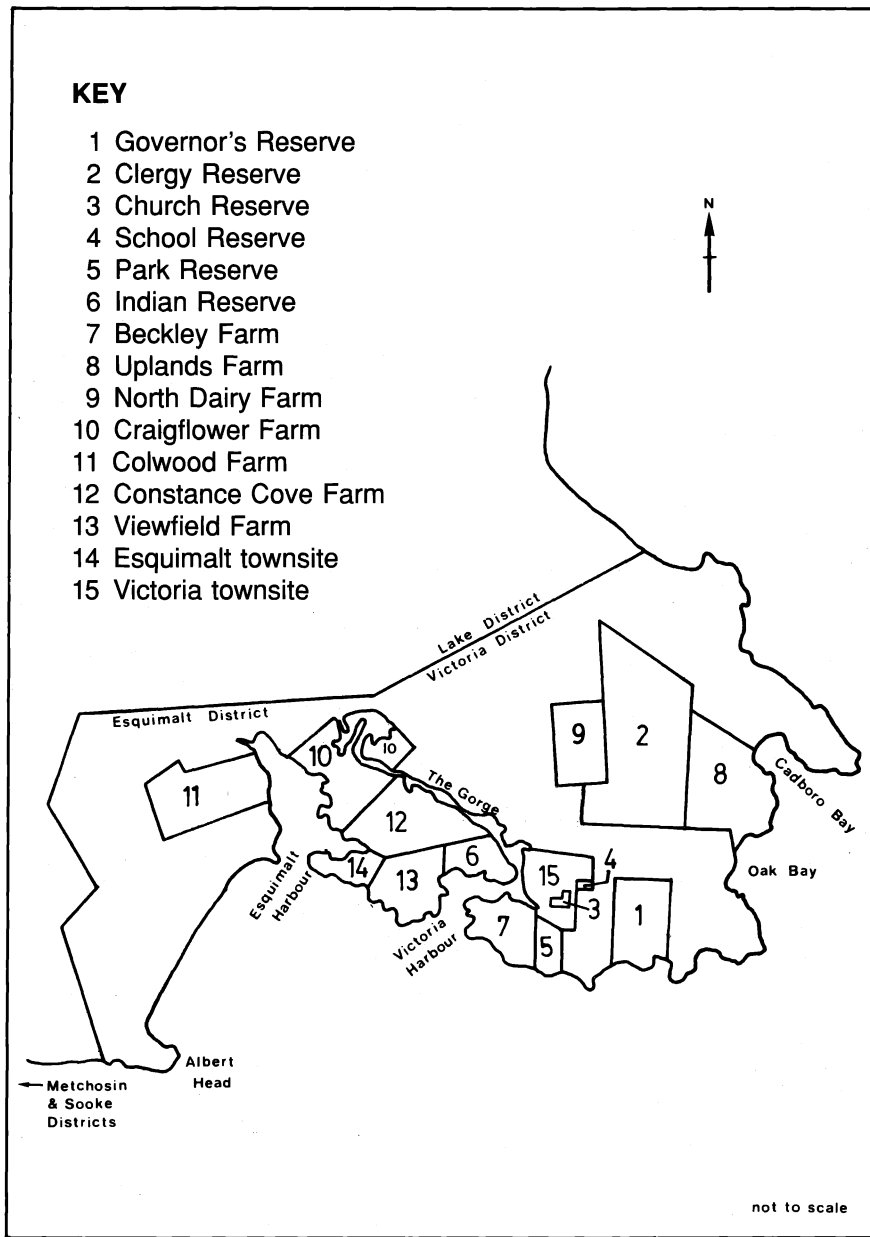 KEY
1 Governor's Reserve
2 Clergy Reserve
3 Church Reserve
4 School Reserve
5 Park Reserve
6 Indian Reserve
7 Beckley Farm
8 Uplands Farm
9 North Dairy Farm
10 Craigflower Farm
11 Colwood Farm
12 Constance Cove Farm
13 Viewfield Farm
14 Esquimalt townsite
15 Victoria townsite
N
Lake District
Victoria District
Esquimalt District
10
10
9
2
8
11
The Gorge
Cadboro Bay
12
Esquimalt
Harbour
14
13
6
15
4
3
Oak Bay
Victoria
Harbour
7
5
1
Albert
Head
Metchosin
& Sooke
Districts
not to scale